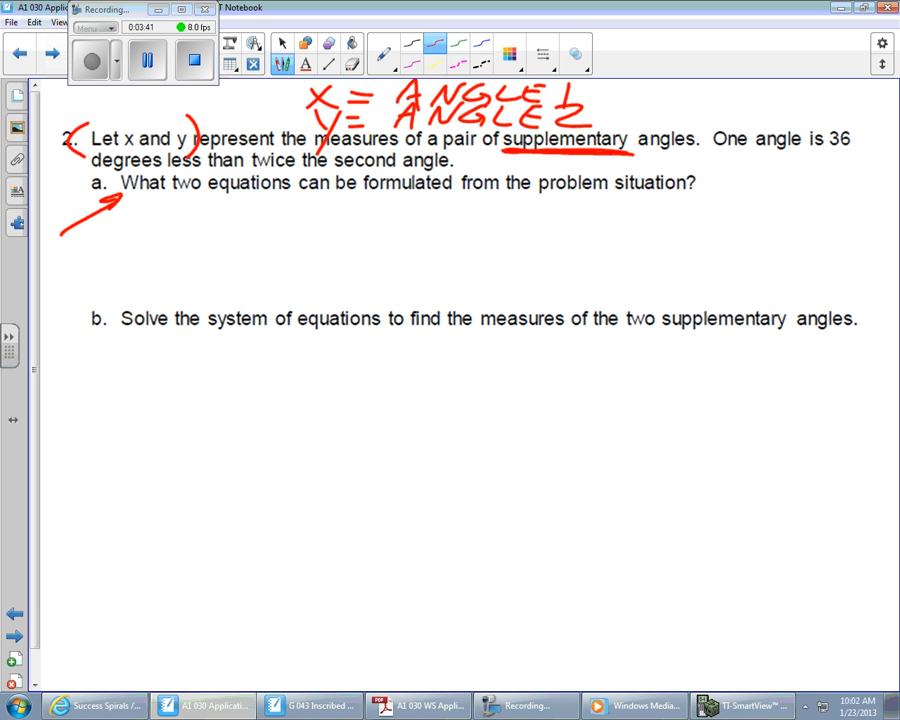 A1 030 Applic
T Notebook
Recording...
File Edit View
Menu
0:03:41
8.0 fps
x = ANGLE 1
y = ANGLE 2
2. Let x and y represent the measures of a pair of supplementary angles. One angle is 36
degrees less than twice the second angle.
a. What two equations can be formulated from the problem situation?
b. Solve the system of equations to find the measures of the two supplementary angles.
Success Spirals /...
A1 030 Applicati...
G 043 Inscribed ...
A1 030 WS Appli...
Recording...
Windows Media...
TI-SmartView™ ...
10:02 AM
1/23/2013